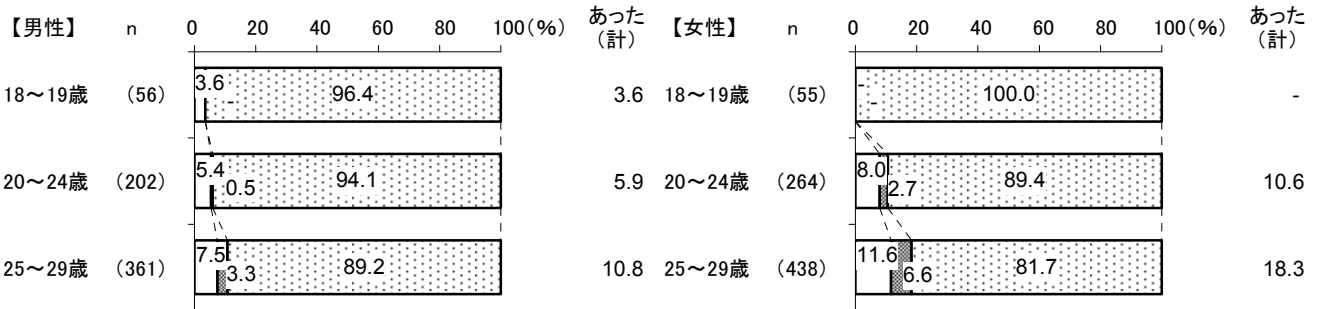 【男性】 n 0 20 40 60 80 100(%) あった(計)
18～19歳 (56) 3.6 - 96.4 3.6
20～24歳 (202) 5.4 0.5 94.1 5.9
25～29歳 (361) 7.5 3.3 89.2 10.8
【女性】 n 0 20 40 60 80 100(%) あった(計)
18～19歳 (55) - - 100.0 -
20～24歳 (264) 8.0 2.7 89.4 10.6
25～29歳 (438) 11.6 6.6 81.7 18.3